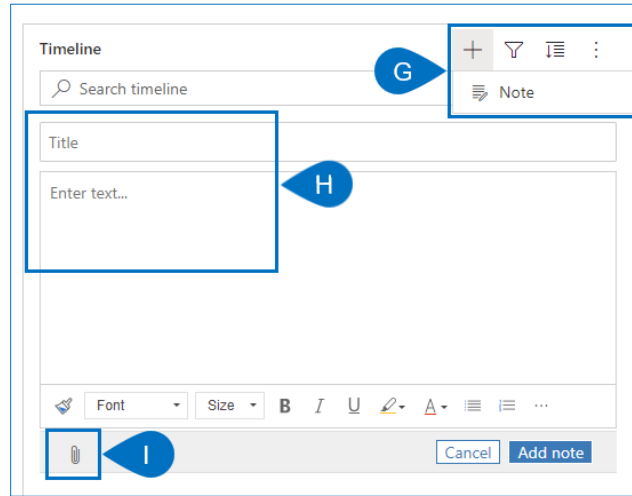 Timeline
G
Search timeline
Note
Title
Enter text...
H
Font Size B I U A ...
I
Cancel Add note